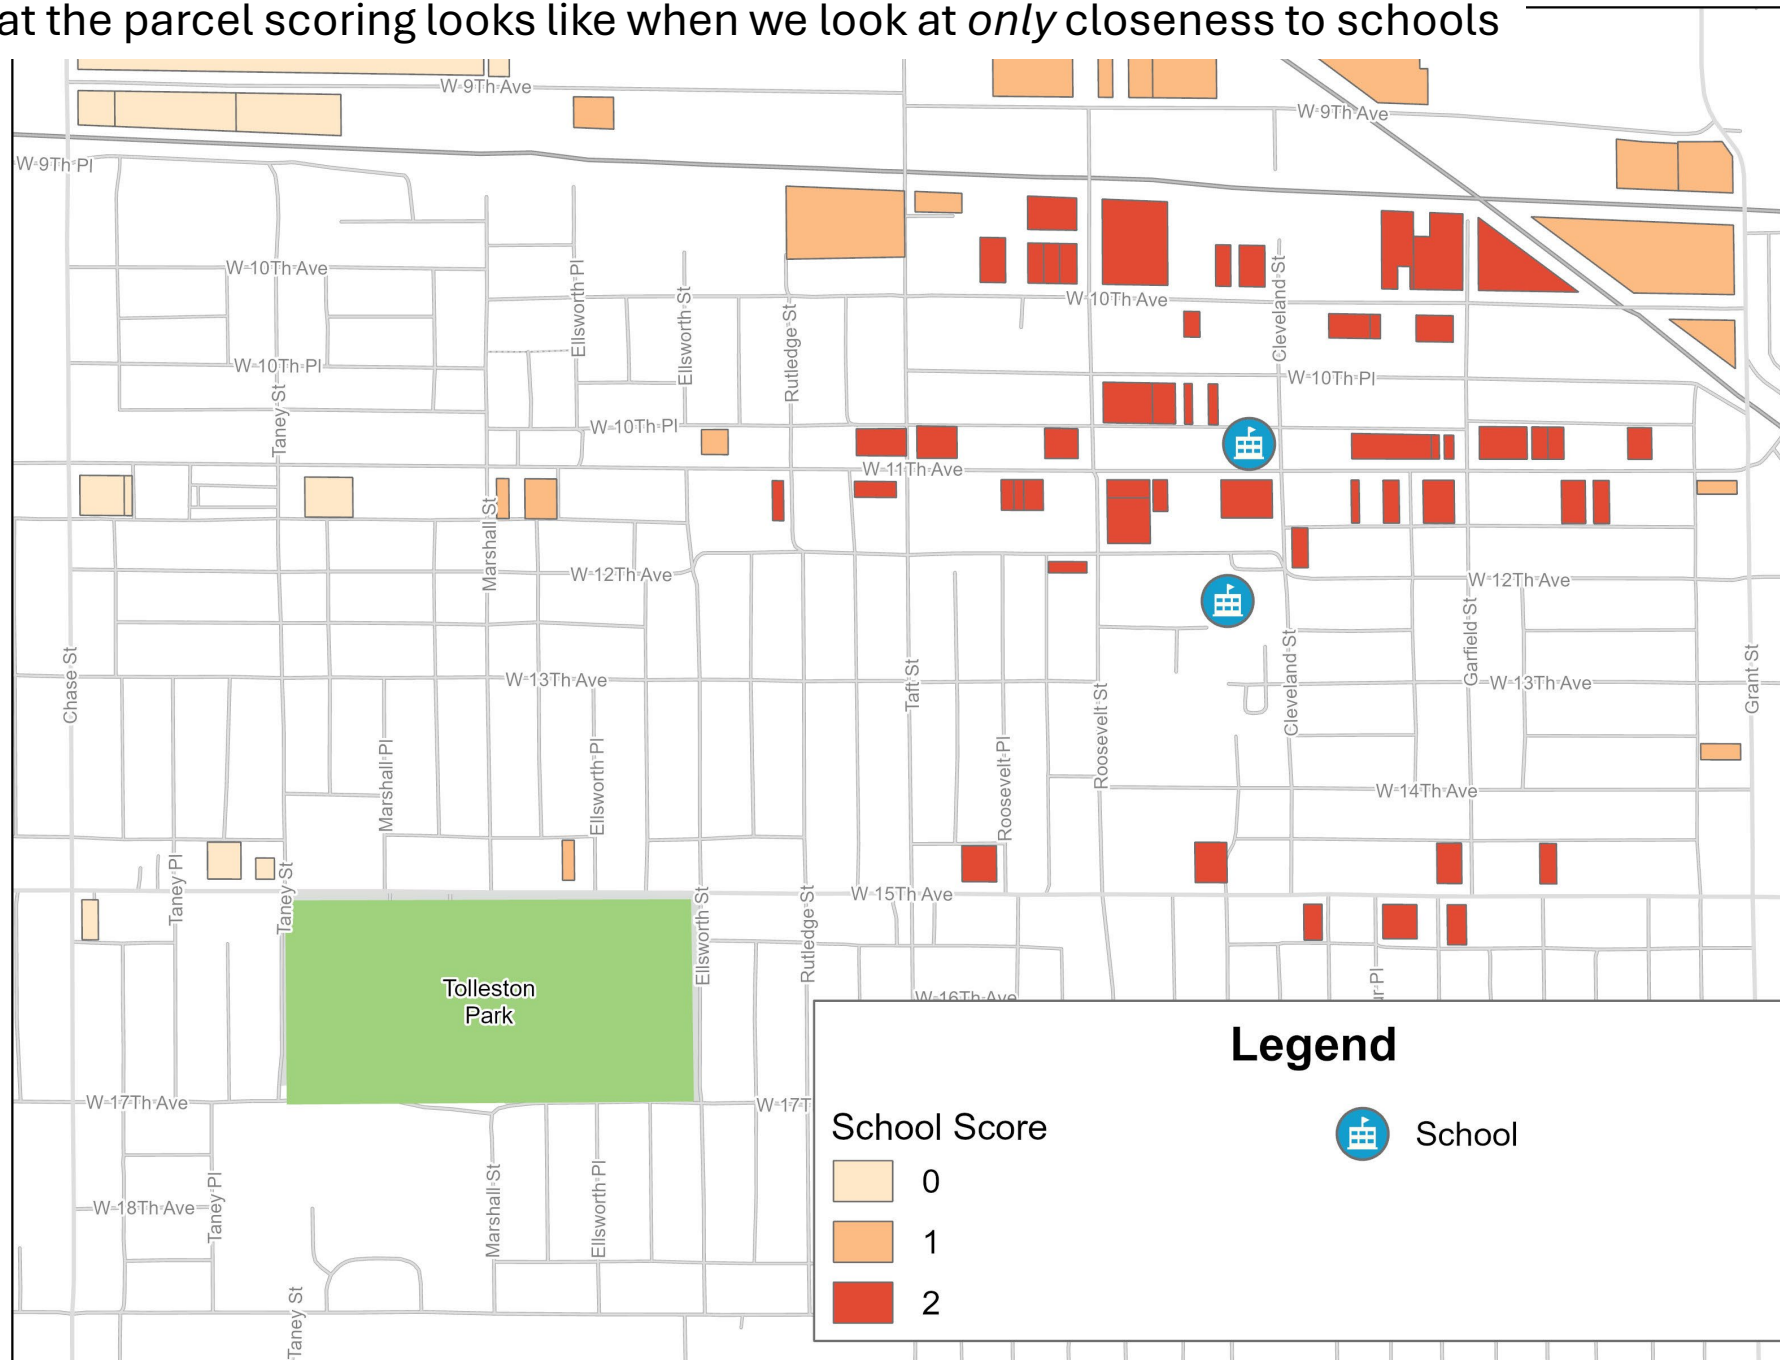 at the parcel scoring looks like when we look at only closeness to schools
W 9Th Ave
W 9Th Ave
W 9Th Pl
W 10Th Ave
W 10Th Ave
Ellsworth Pl
Ellsworth St
Rutledge St
Cleveland St
W 10Th Pl
W 10Th Pl
Taney St
W 10Th Pl
W 11Th Ave
Marshall St
W 12Th Ave
W 12Th Ave
Chase St
W 13Th Ave
Taft St
Roosevelt St
Cleveland St
Garfield St
W 13Th Ave
Grant St
Marshall Pl
Ellsworth Pl
Roosevelt Pl
W 14Th Ave
Taney Pl
Taney St
W 15Th Ave
Ellsworth St
Rutledge St
Tolleston
Park
W 16Th Ave
ur Pl
W 17Th Ave
W 17T
W 18Th Ave
Taney Pl
Marshall St
Ellsworth Pl
Taney St
Legend
School Score
0
1
2
School